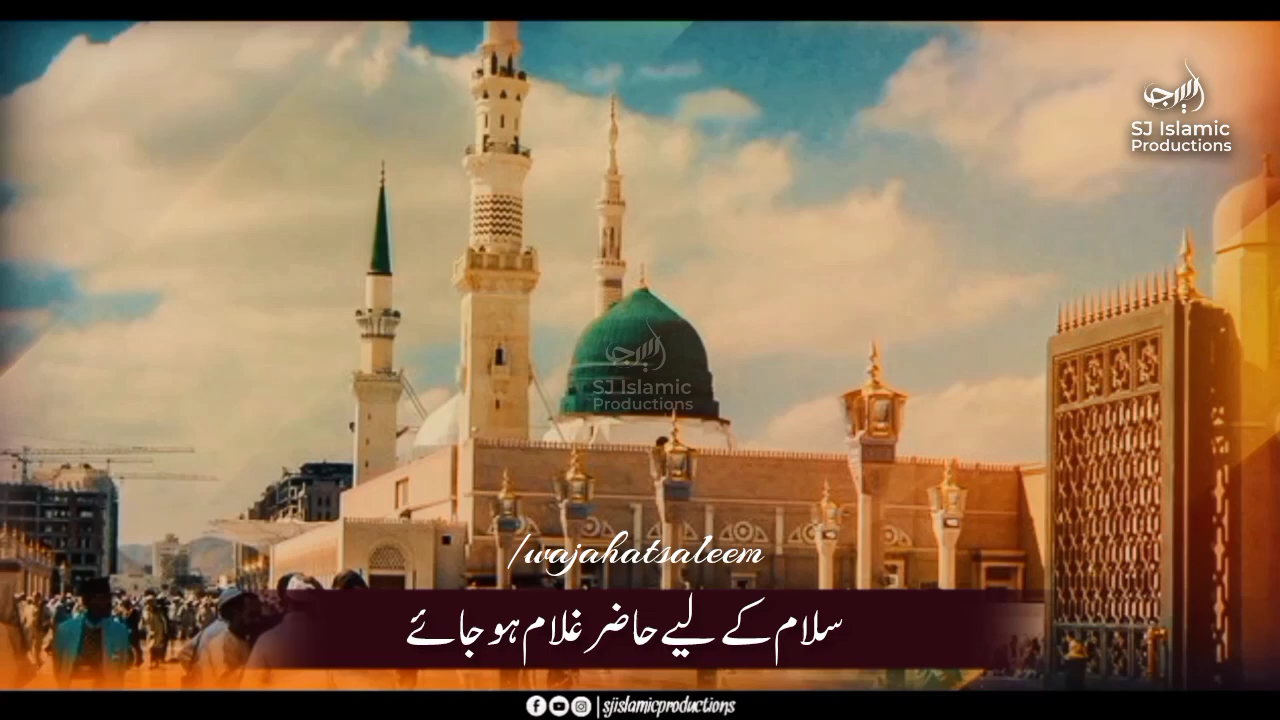 SJ Islamic
Productions
SJ Islamic
Productions
/wajahatsaleem
سلام کے لیے حاضر غلام ہو جائے
sjislamicproductions